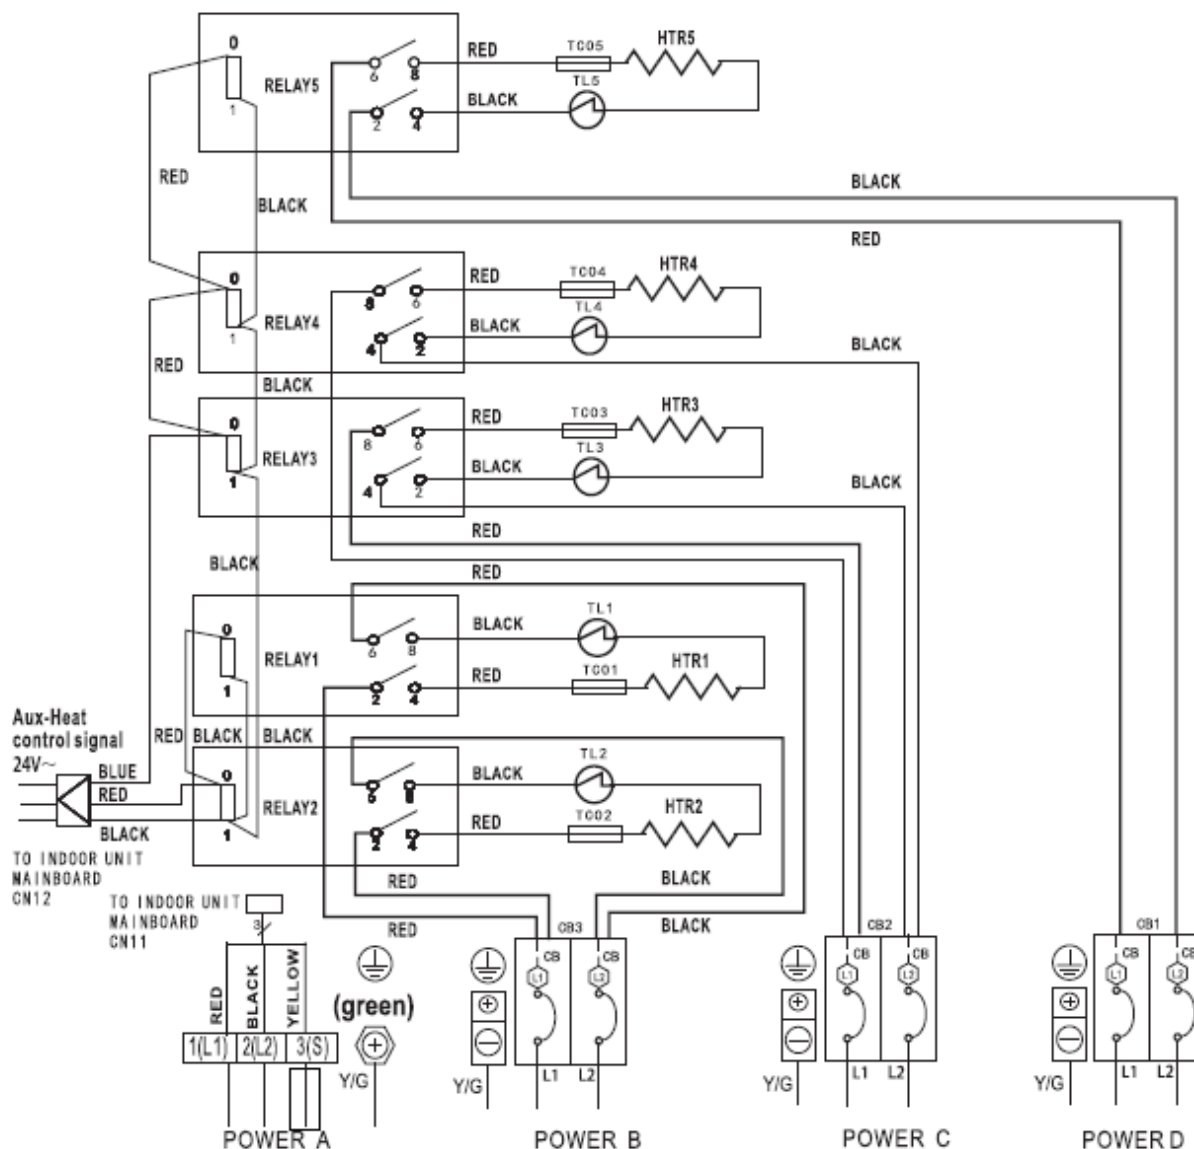 0
RELAY5
1
6
8
2
4
RED
TC05
HTR5
BLACK
TL5
RED
BLACK
BLACK
RED
0
RELAY4
1
8
6
4
2
RED
TC04
HTR4
BLACK
TL4
BLACK
RED
BLACK
0
RELAY3
1
8
6
4
2
RED
TC03
HTR3
BLACK
TL3
BLACK
RED
BLACK
RED
0
RELAY1
1
6
8
2
4
BLACK
TL1
RED
TC01
HTR1
Aux-Heat
control signal
24V~
RED
BLACK
BLACK
BLUE
RED
BLACK
0
RELAY2
1
2
4
BLACK
TL2
RED
TC02
HTR2
TO INDOOR UNIT
MAINBOARD
CN12
TO INDOOR UNIT
MAINBOARD
CN11
3
RED
BLACK
RED
BLACK
RED
BLACK
YELLOW
(green)
1(L1)
2(L2)
3(S)
Y/G
POWER A
CB3
CB
CB
L1
L2
Y/G
L1
L2
POWER B
CB2
CB
CB
L1
L2
Y/G
L1
L2
POWER C
CB1
CB
CB
L1
L2
Y/G
L1
L2
POWER D